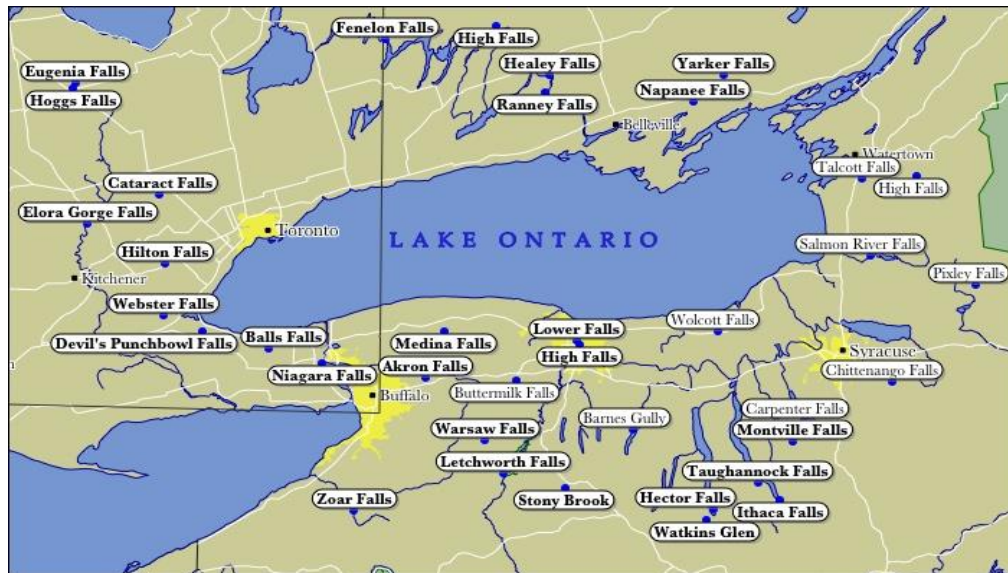 Fenelon Falls
High Falls
Eugenia Falls
Healey Falls
Yarker Falls
Hoggs Falls
Ranney Falls
Napanee Falls
Belleville
Watertown
Talcott Falls
Cataract Falls
High Falls
Elora Gorge Falls
Toronto
LAKE ONTARIO
Hilton Falls
Salmon River Falls
Kitchener
Pixley Falls
Webster Falls
Wolcott Falls
Devil's Punchbowl Falls
Balls Falls
Medina Falls
Lower Falls
High Falls
Syracuse
Niagara Falls
Akron Falls
Chittenango Falls
Buffalo
Buttermilk Falls
Carpenter Falls
Barnes Gully
Warsaw Falls
Montville Falls
Letchworth Falls
Taughannock Falls
Zoar Falls
Stony Brook
Hector Falls
Ithaca Falls
Watkins Glen